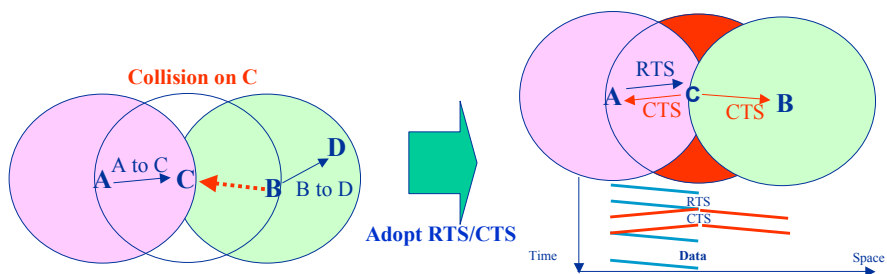 Collision on C
A
A to C
C
B
B to D
D
Adopt RTS/CTS
RTS
A
C
B
CTS
CTS
RTS
CTS
Data
Time
Space